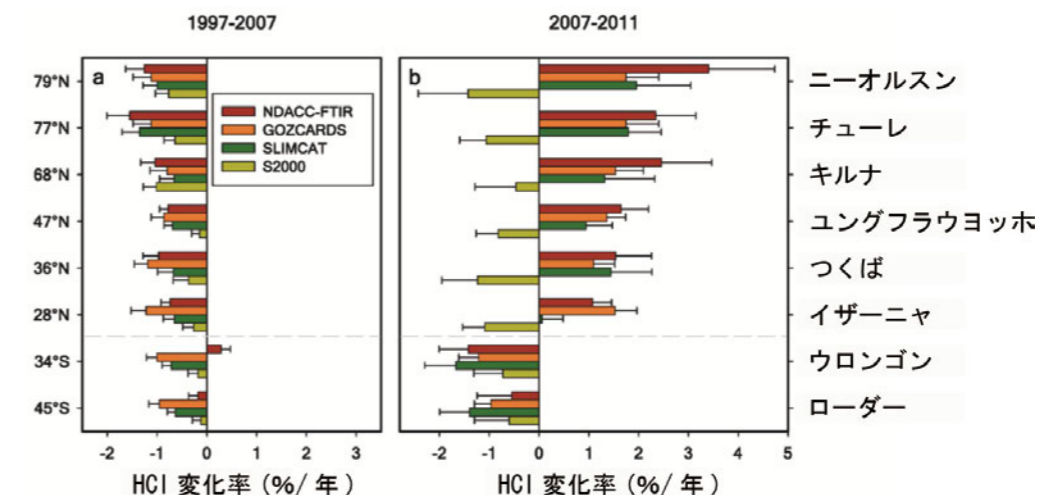 1997-2007
2007-2011
a
b
NDACC-FTIR
GOZCARDS
SLIMCAT
S2000
79°N
77°N
68°N
47°N
36°N
28°N
34°S
45°S
ニーオルスン
チューレ
キルナ
ユングフラウヨッホ
つくば
イザーニャ
ウロンゴン
ローダー
-2 -1 0 1 2 3
-2 -1 0 1 2 3 4 5
HCl 変化率 (%/ 年)
HCl 変化率 (%/ 年)